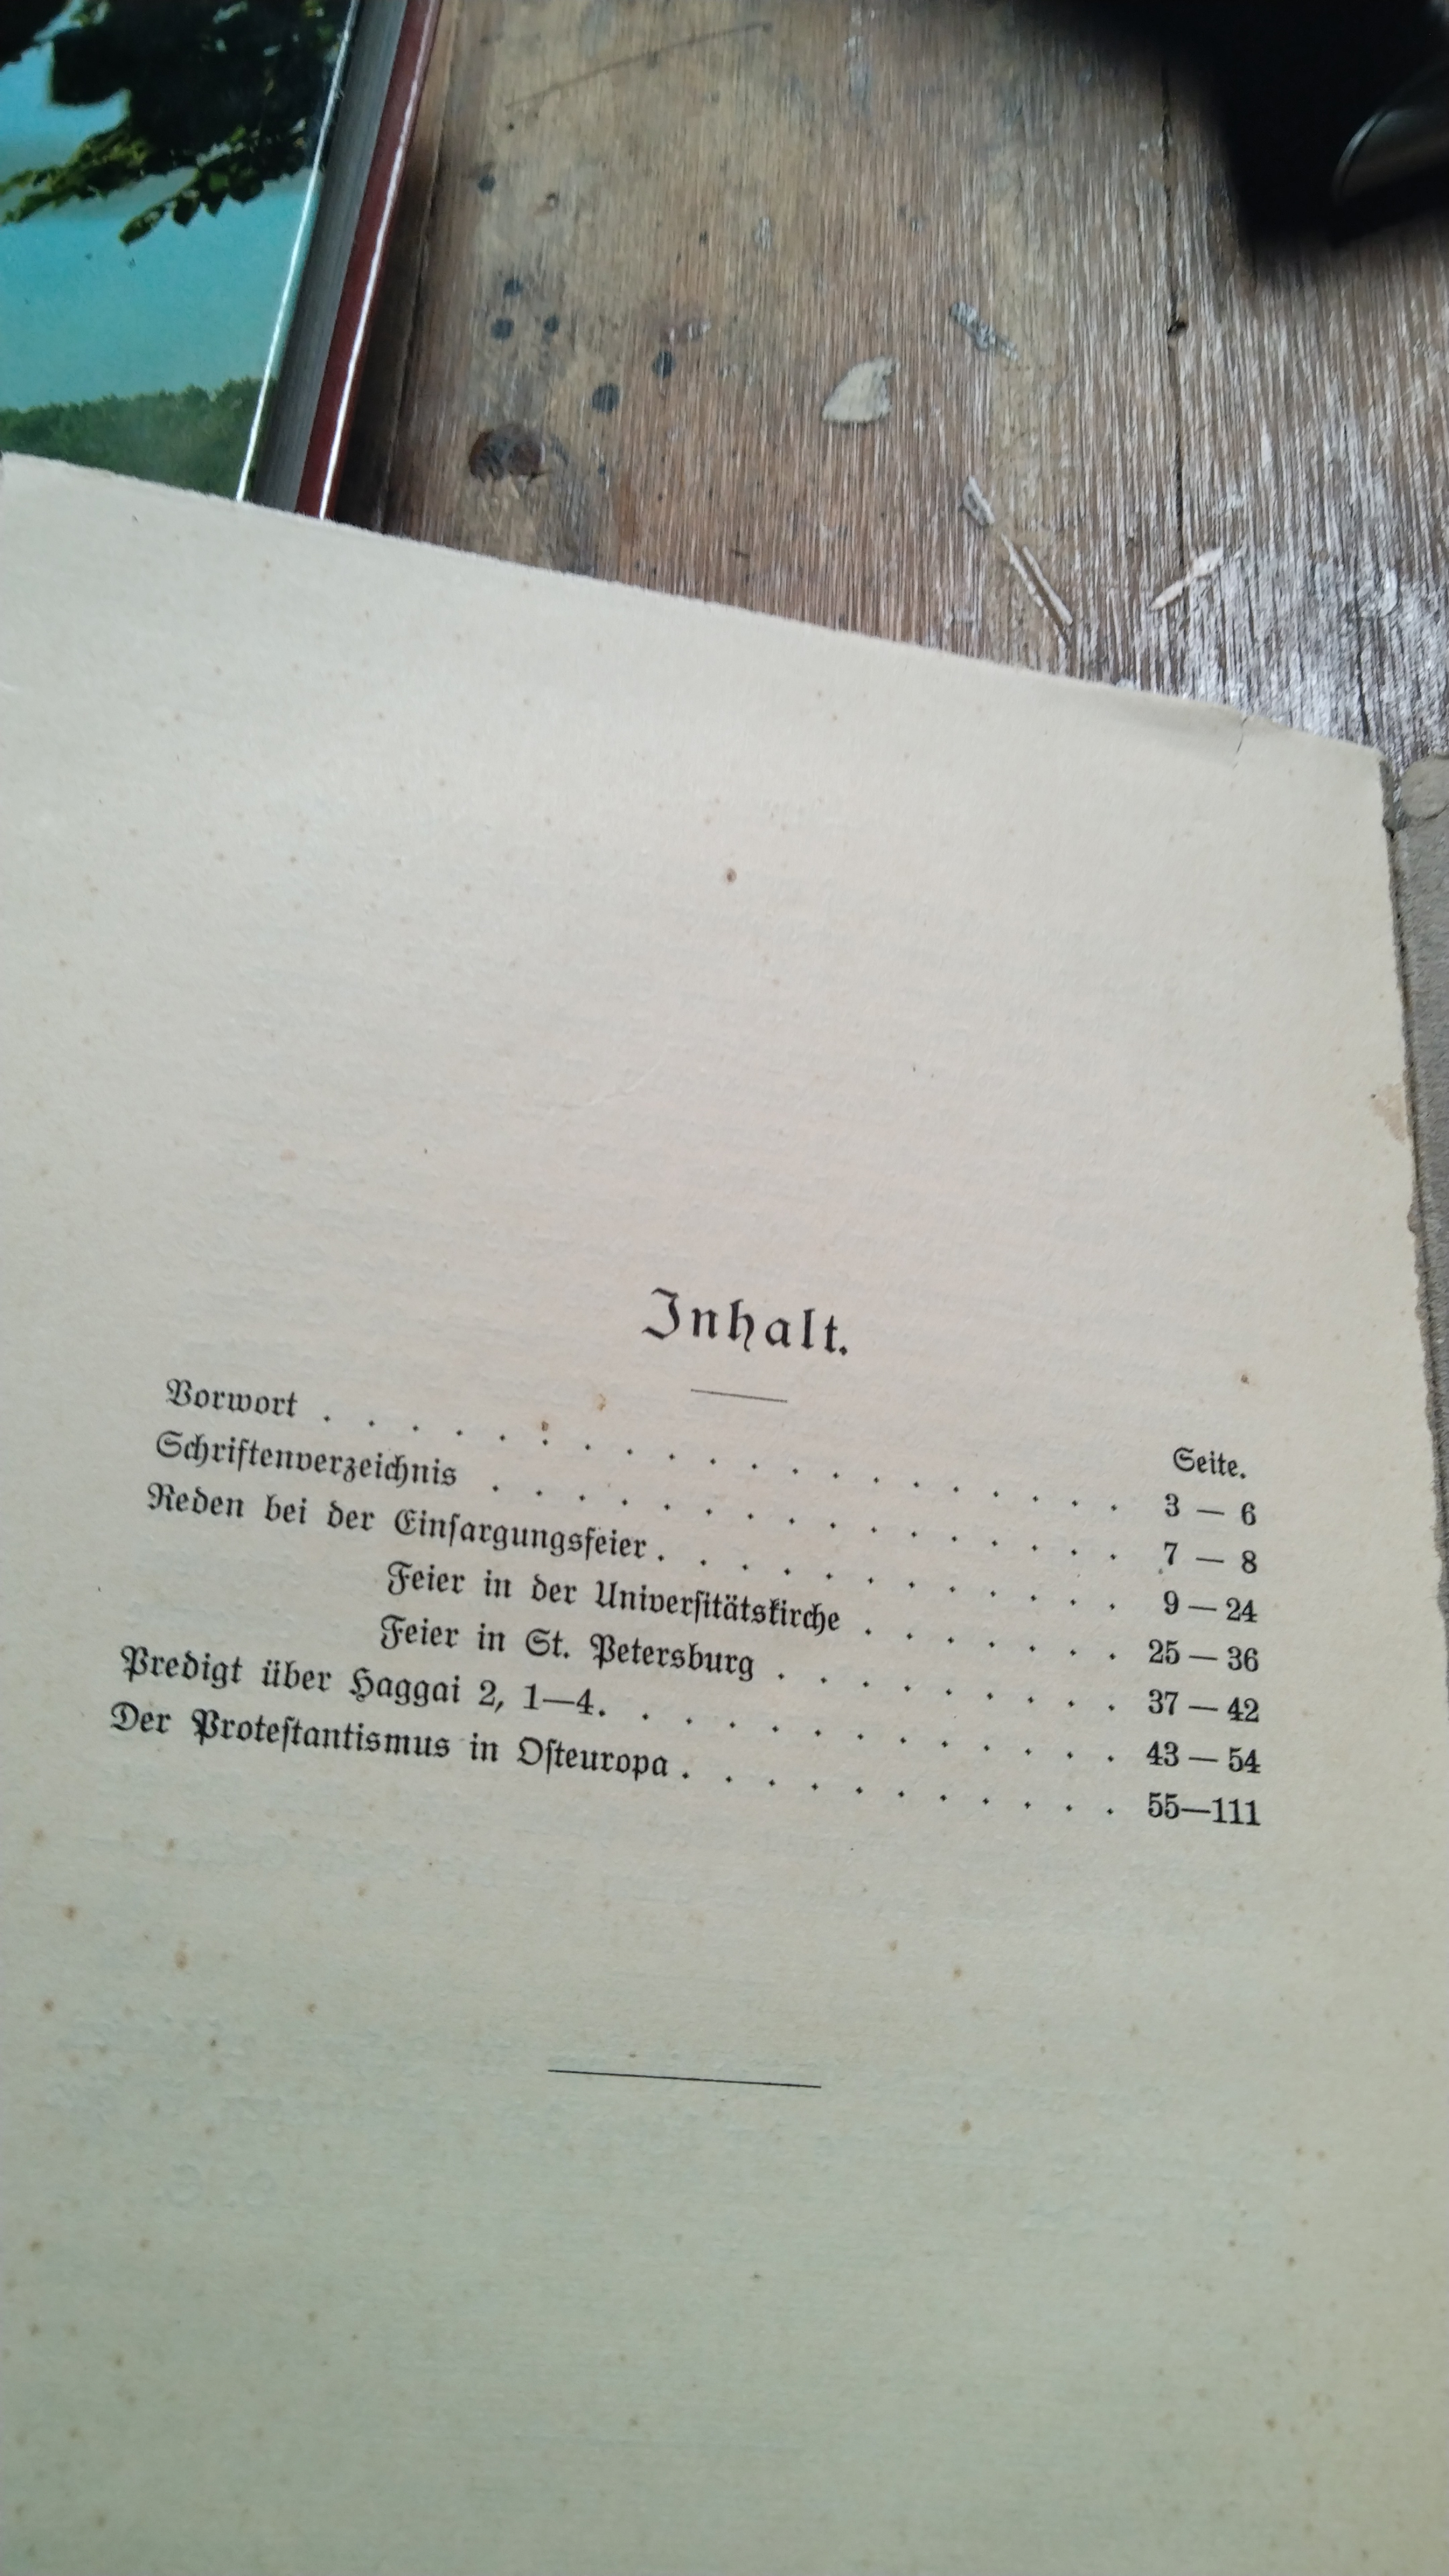 Inhalt.
Seite.
Vorwort . . . . . . . . . . . . . . . . . . . 3 — 6
Schriftenverzeichnis . . . . . . . . . . . . . . . 7 — 8
Reden bei der Einſargungsfeier . . . . . . . . . . . 9 — 24
Feier in der Univerſitätskirche . . . . . . . 25 — 36
Feier in St. Petersburg . . . . . . . . . 37 — 42
Predigt über Haggai 2, 1—4. . . . . . . . . . . . . 43 — 54
Der Proteſtantismus in Oſteuropa . . . . . . . . . . . 55—111